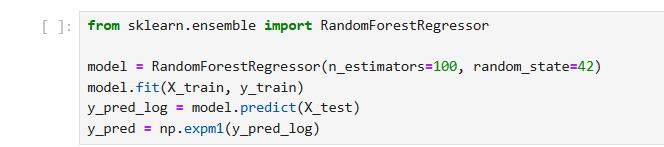 [ ]:
from sklearn.ensemble import RandomForestRegressor
model = RandomForestRegressor(n_estimators=100, random_state=42)
model.fit(X_train, y_train)
y_pred_log = model.predict(X_test)
y_pred = np.expm1(y_pred_log)